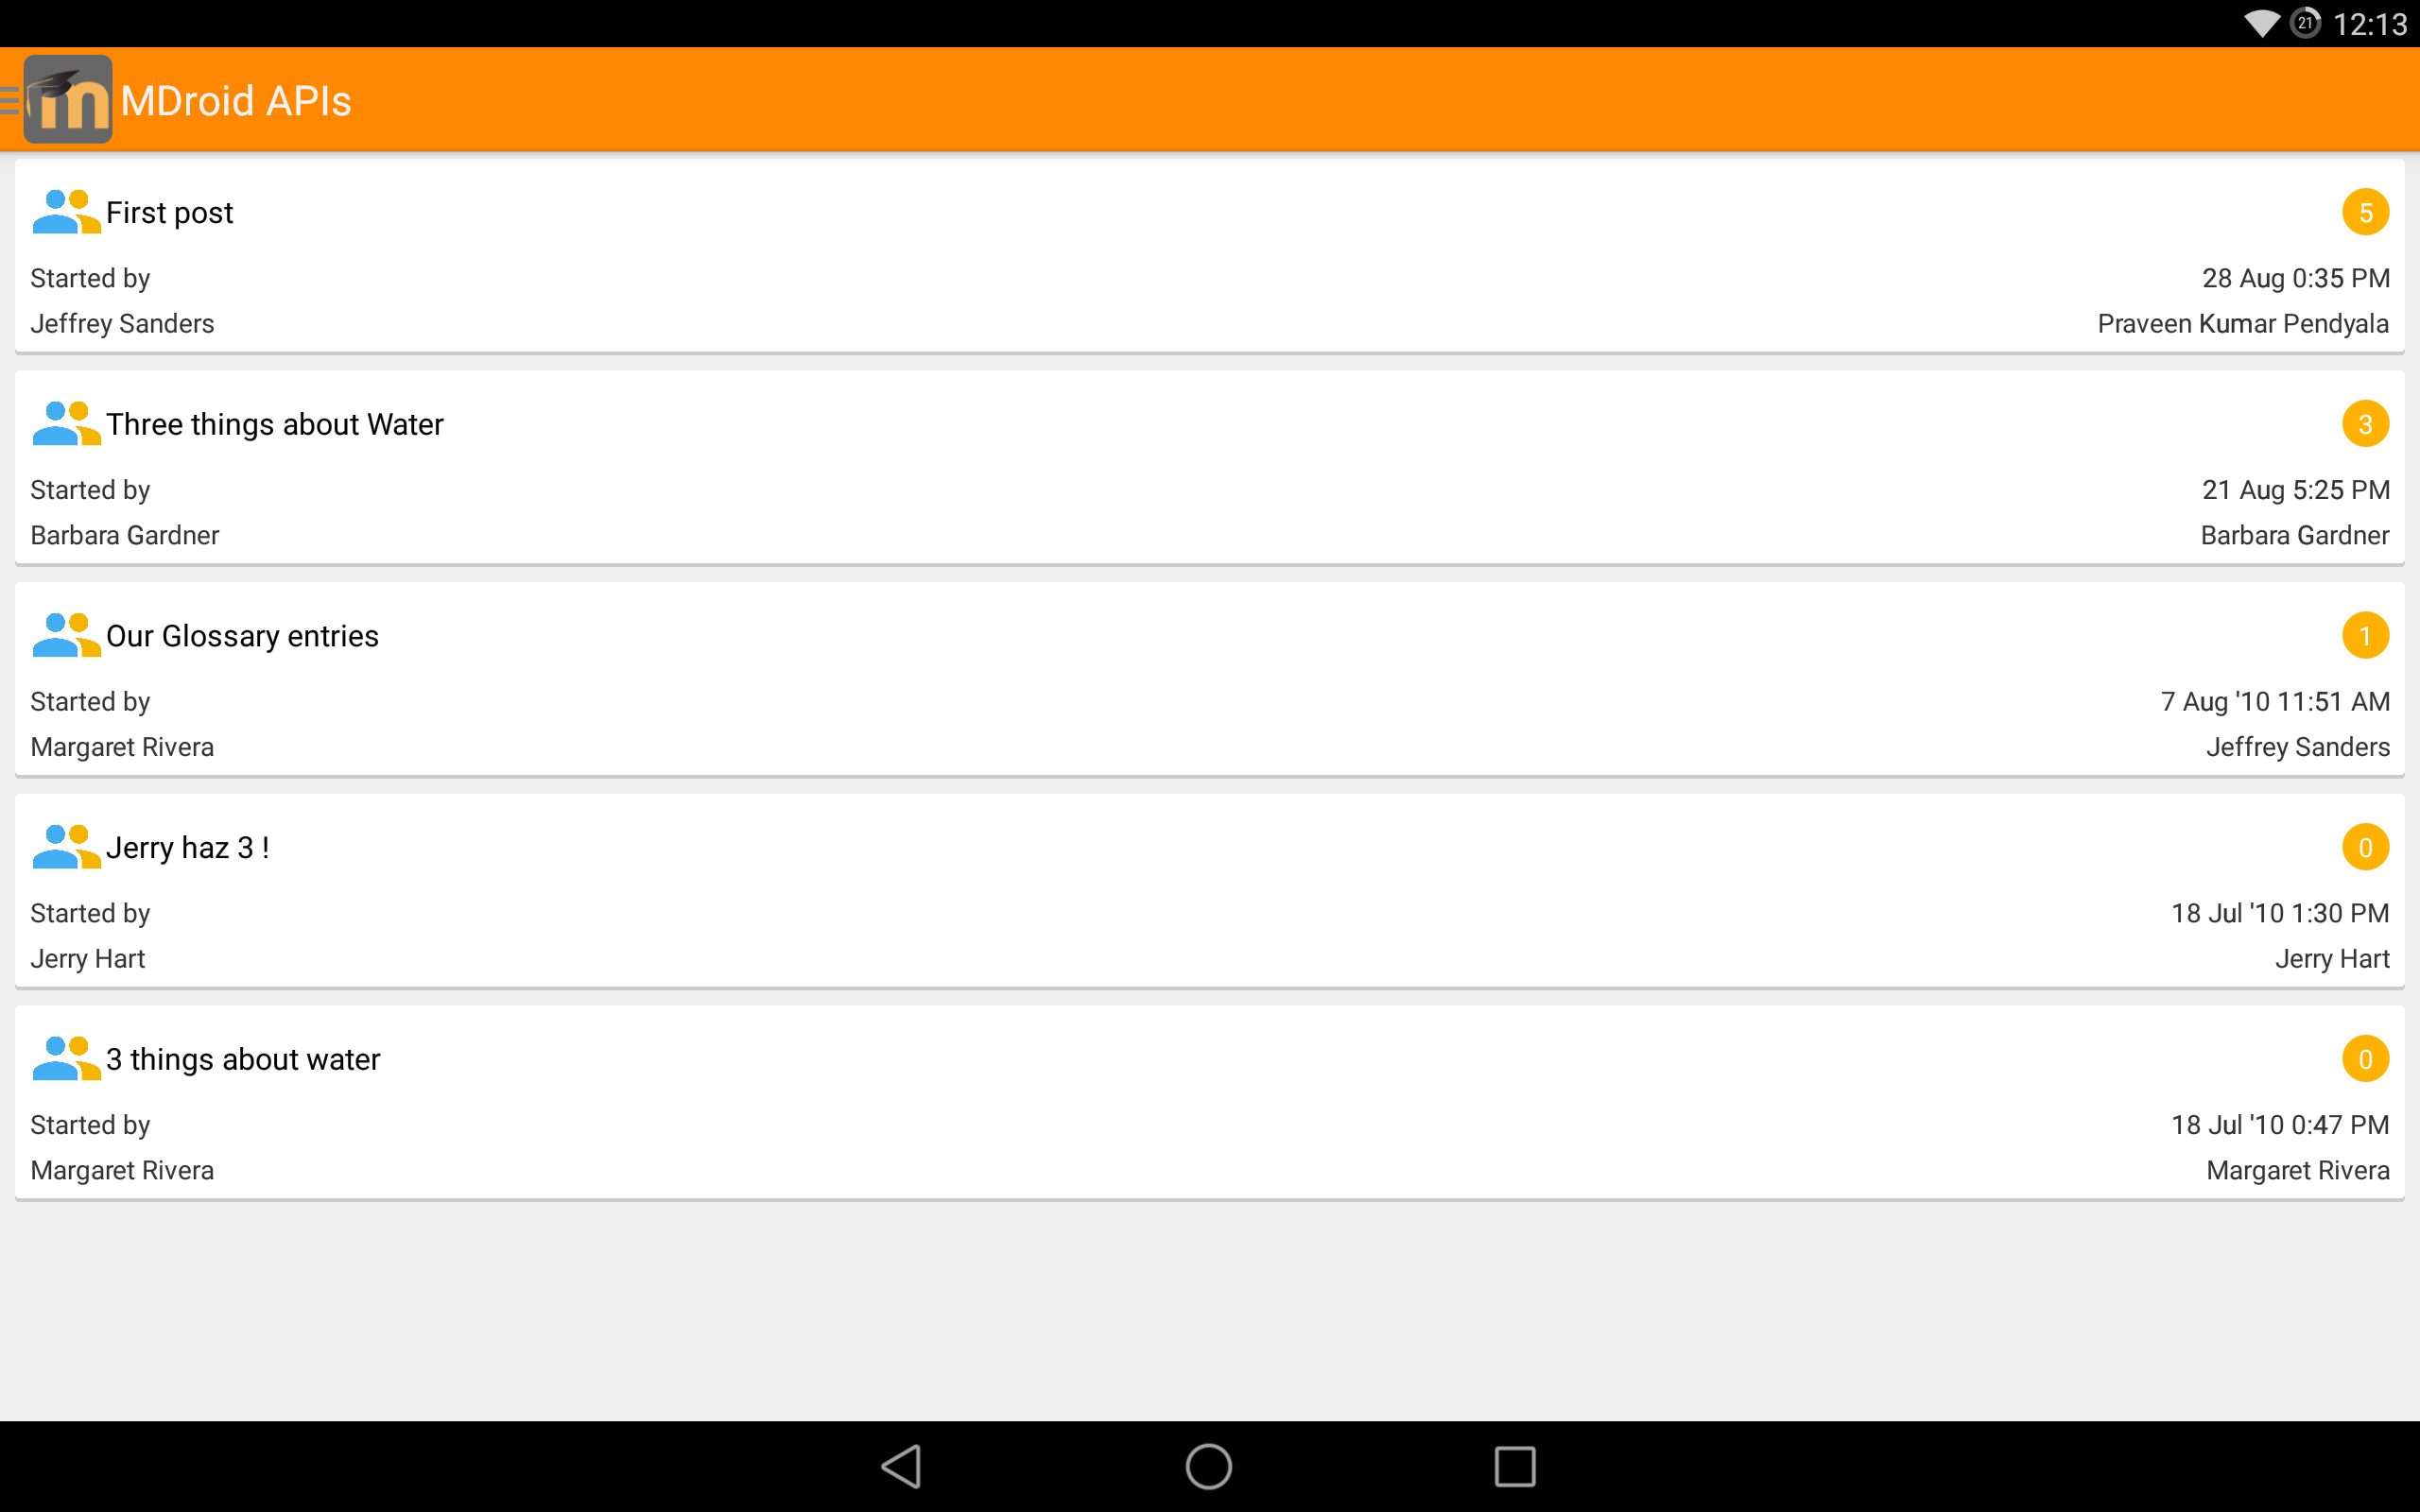 21 12:13
m MDroid APIs
First post 5
Started by 28 Aug 0:35 PM
Jeffrey Sanders Praveen Kumar Pendyala
Three things about Water 3
Started by 21 Aug 5:25 PM
Barbara Gardner Barbara Gardner
Our Glossary entries 1
Started by 7 Aug '10 11:51 AM
Margaret Rivera Jeffrey Sanders
Jerry haz 3 ! 0
Started by 18 Jul '10 1:30 PM
Jerry Hart Jerry Hart
3 things about water 0
Started by 18 Jul '10 0:47 PM
Margaret Rivera Margaret Rivera